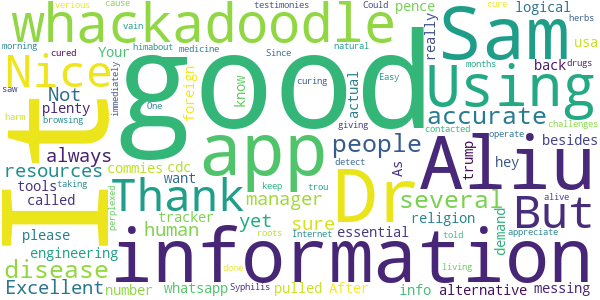 verious cause testimonies Could vain cure
morning whackadoodle pence logical herbs
cured Your himabout medicine Since natural really usa
saw immediately One curing Easy back drugs
Nice good Sam
harm browsing Not plenty know foreign actual months Using
It always app people accurate contacted operate challenges
resources commies cdc As trump hey besides detect
tools taking want Dr Aliu
called perplexed Thank manager several But
please tracker yet sure religion demand told alive
engineering human essential keep trou appreciate
disease information
Excellent number whatsapp pulled After info alternative messing
roots Internet living
done Syphilis giving